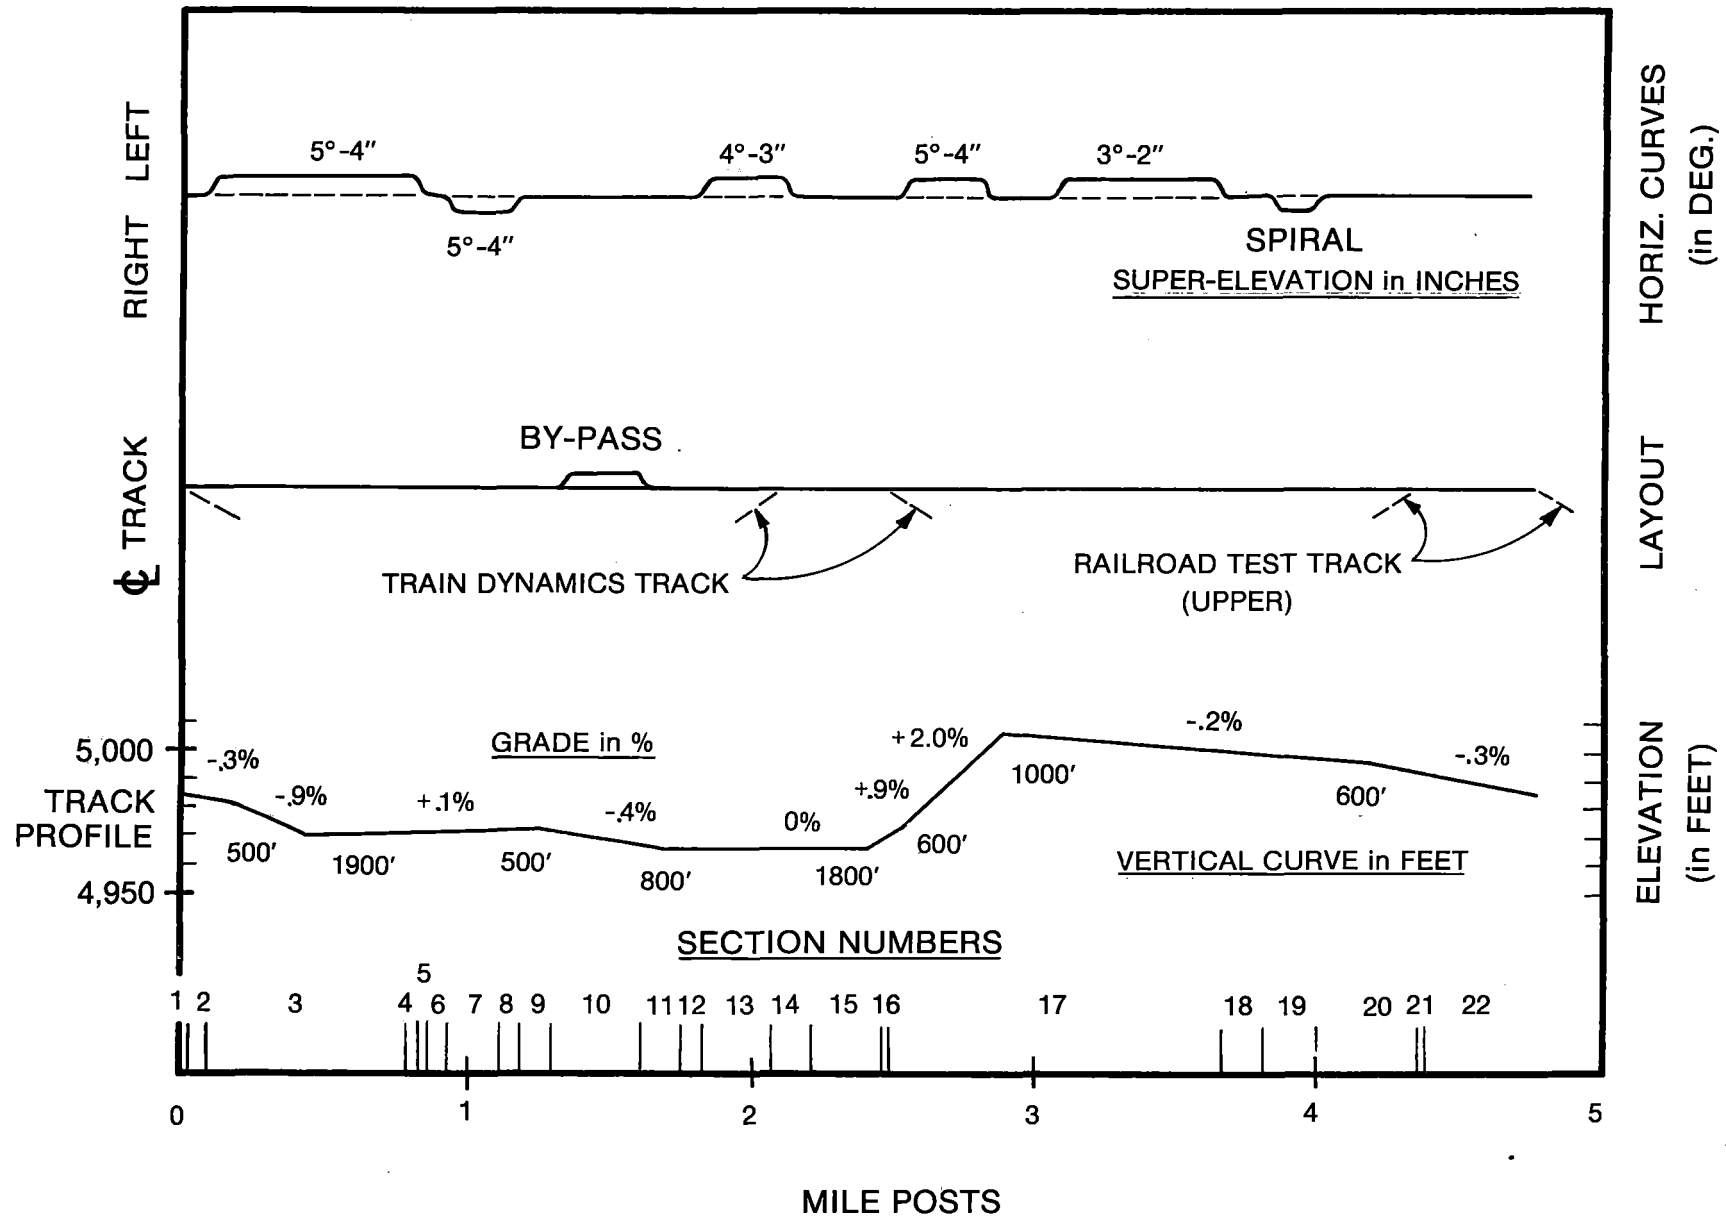 LEFT
RIGHT
HORIZ. CURVES
(in DEG.)
5°-4″
4°-3″
5°-4″
3°-2″
5°-4″
SPIRAL
SUPER-ELEVATION in INCHES
℄ TRACK
LAYOUT
BY-PASS
TRAIN DYNAMICS TRACK
RAILROAD TEST TRACK
(UPPER)
ELEVATION
(in FEET)
5,000
TRACK
PROFILE
4,950
GRADE in %
-.3%
-.9%
+.1%
-.4%
0%
+.9%
+2.0%
-.2%
-.3%
500′
1900′
500′
800′
1800′
600′
1000′
600′
VERTICAL CURVE in FEET
SECTION NUMBERS
1 2 3 4 5 6 7 8 9 10 11 12 13 14 15 16 17 18 19 20 21 22
0 1 2 3 4 5
MILE POSTS